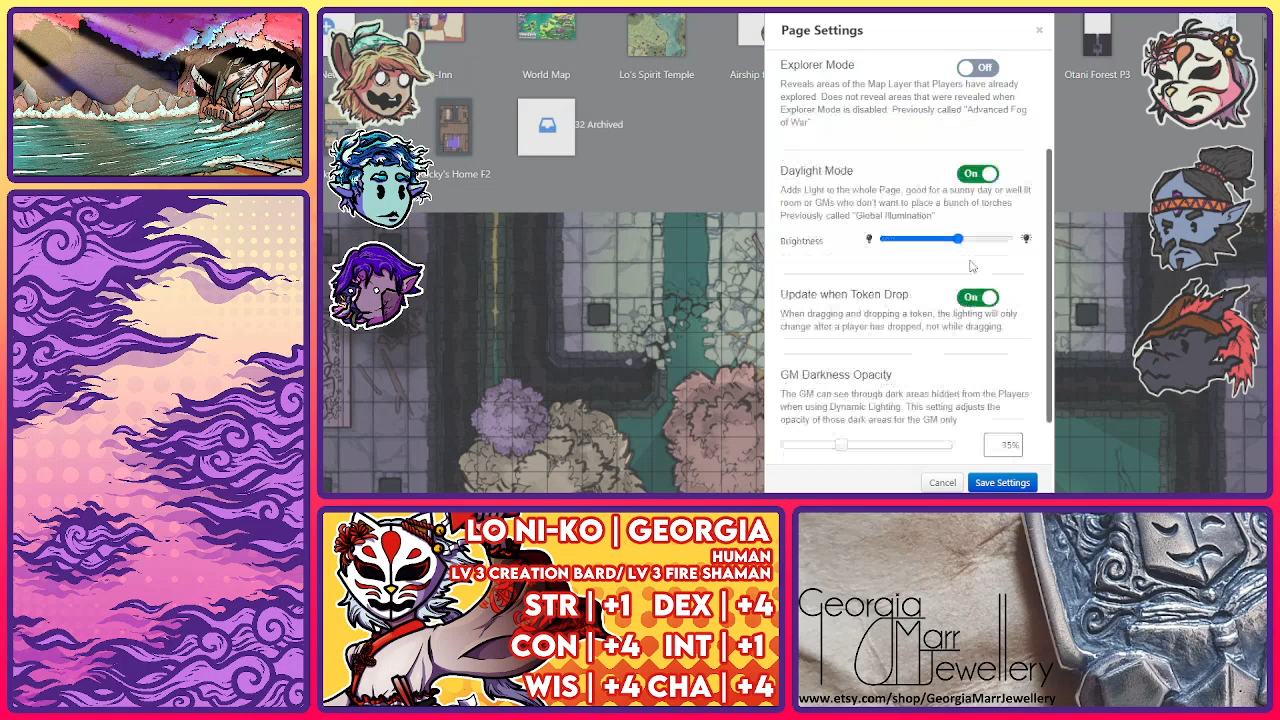 Page Settings
×
Explorer Mode
Off
Reveals areas of the Map Layer that Players have already
explored. Does not reveal areas that were revealed when
Explorer Mode is disabled. Previously called "Advanced Fog
of War"
Daylight Mode
On
Adds Light to the whole Page, good for a sunny day or well lit
room or GMs who don't want to place a bunch of torches
Previously called "Global Illumination"
Brightness
Update when Token Drop
On
When dragging and dropping a token, the lighting will only
change after a player has dropped, not while dragging.
GM Darkness Opacity
The GM can see through dark areas hidden from the Players
when using Dynamic Lighting. This setting adjusts the
opacity of those dark areas for the GM only
35%
Cancel
Save Settings
-Inn
World Map
Lo's Spirit Temple
Airship
Otani Forest P3
32 Archived
cky's Home F2
LO NI-KO | GEORGIA
HUMAN
LV 3 CREATION BARD/ LV 3 FIRE SHAMAN
STR | +1 DEX | +4
CON | +4 INT | +1
WIS | +4 CHA | +4
Georgia
Marr
Jewellery
www.etsy.com/shop/GeorgiaMarrJewellery